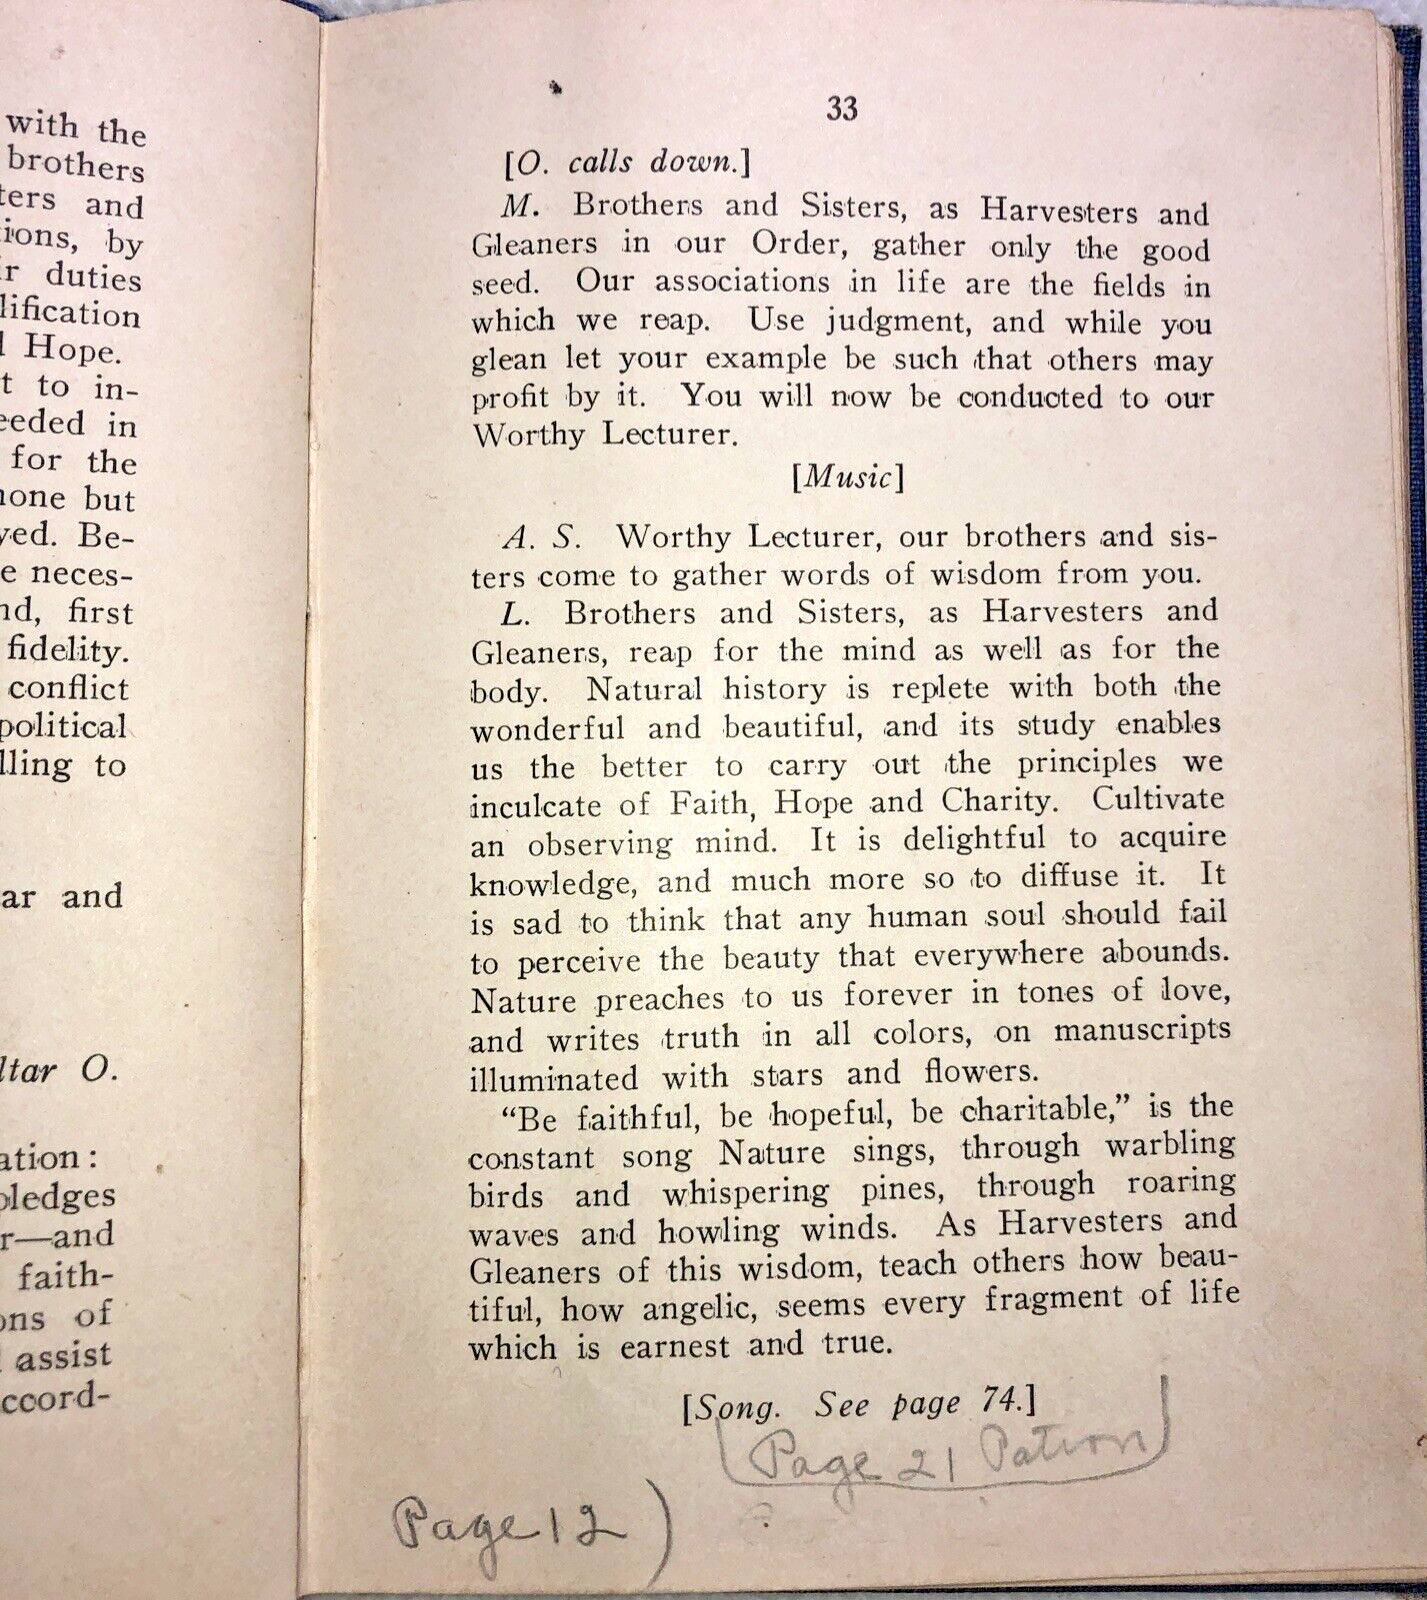 with the
brothers
ters and
ions, by
r duties
lification
Hope.
t to in-
eeded in
for the
none but
yed. Be-
e neces-
nd, first
fidelity.
conflict
political
lling to
ar and
ltar O.
ation:
pledges
r—and
faith-
ons of
assist
ccord-
33
[O. calls down.]
M. Brothers and Sisters, as Harvesters and
Gleaners in our Order, gather only the good
seed. Our associations in life are the fields in
which we reap. Use judgment, and while you
glean let your example be such that others may
profit by it. You will now be conducted to our
Worthy Lecturer.
[Music]
A. S. Worthy Lecturer, our brothers and sis-
ters come to gather words of wisdom from you.
L. Brothers and Sisters, as Harvesters and
Gleaners, reap for the mind as well as for the
body. Natural history is replete with both the
wonderful and beautiful, and its study enables
us the better to carry out the principles we
inculcate of Faith, Hope and Charity. Cultivate
an observing mind. It is delightful to acquire
knowledge, and much more so to diffuse it. It
is sad to think that any human soul should fail
to perceive the beauty that everywhere abounds.
Nature preaches to us forever in tones of love,
and writes truth in all colors, on manuscripts
illuminated with stars and flowers.
“Be faithful, be hopeful, be charitable,” is the
constant song Nature sings, through warbling
birds and whispering pines, through roaring
waves and howling winds. As Harvesters and
Gleaners of this wisdom, teach others how beau-
tiful, how angelic, seems every fragment of life
which is earnest and true.
[Song. See page 74.]
Page 21 Patron
Page 12)